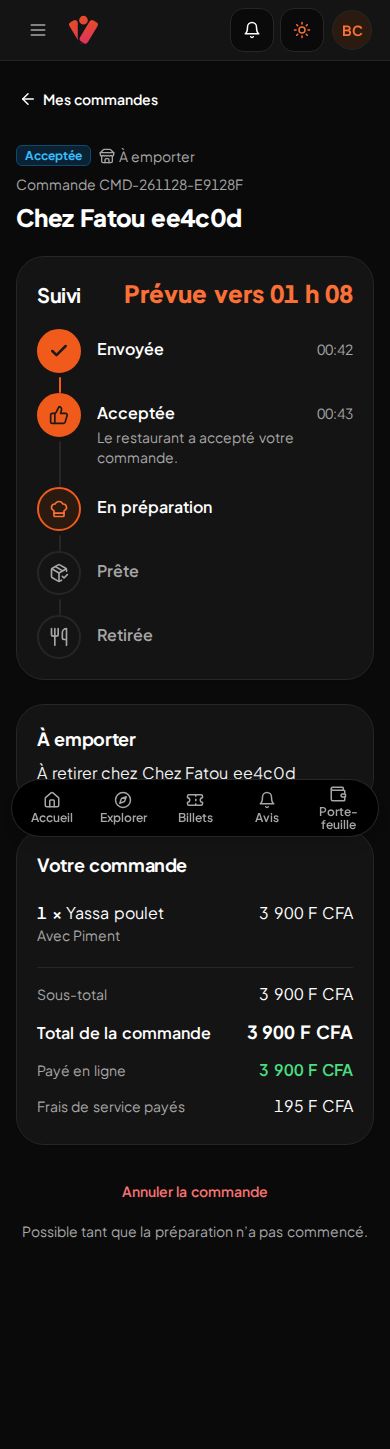 BC
Mes commandes
Acceptée À emporter
Commande CMD-261128-E9128F
Chez Fatou ee4c0d
Suivi Prévue vers 01 h 08
Envoyée 00:42
Acceptée 00:43
Le restaurant a accepté votre
commande.
En préparation
Prête
Retirée
À emporter
À retirer chez Chez Fatou ee4c0d
Accueil Explorer Billets Avis Porte-
feuille
Votre commande
1 × Yassa poulet 3 900 F CFA
Avec Piment
Sous-total 3 900 F CFA
Total de la commande 3 900 F CFA
Payé en ligne 3 900 F CFA
Frais de service payés 195 F CFA
Annuler la commande
Possible tant que la préparation n'a pas commencé.